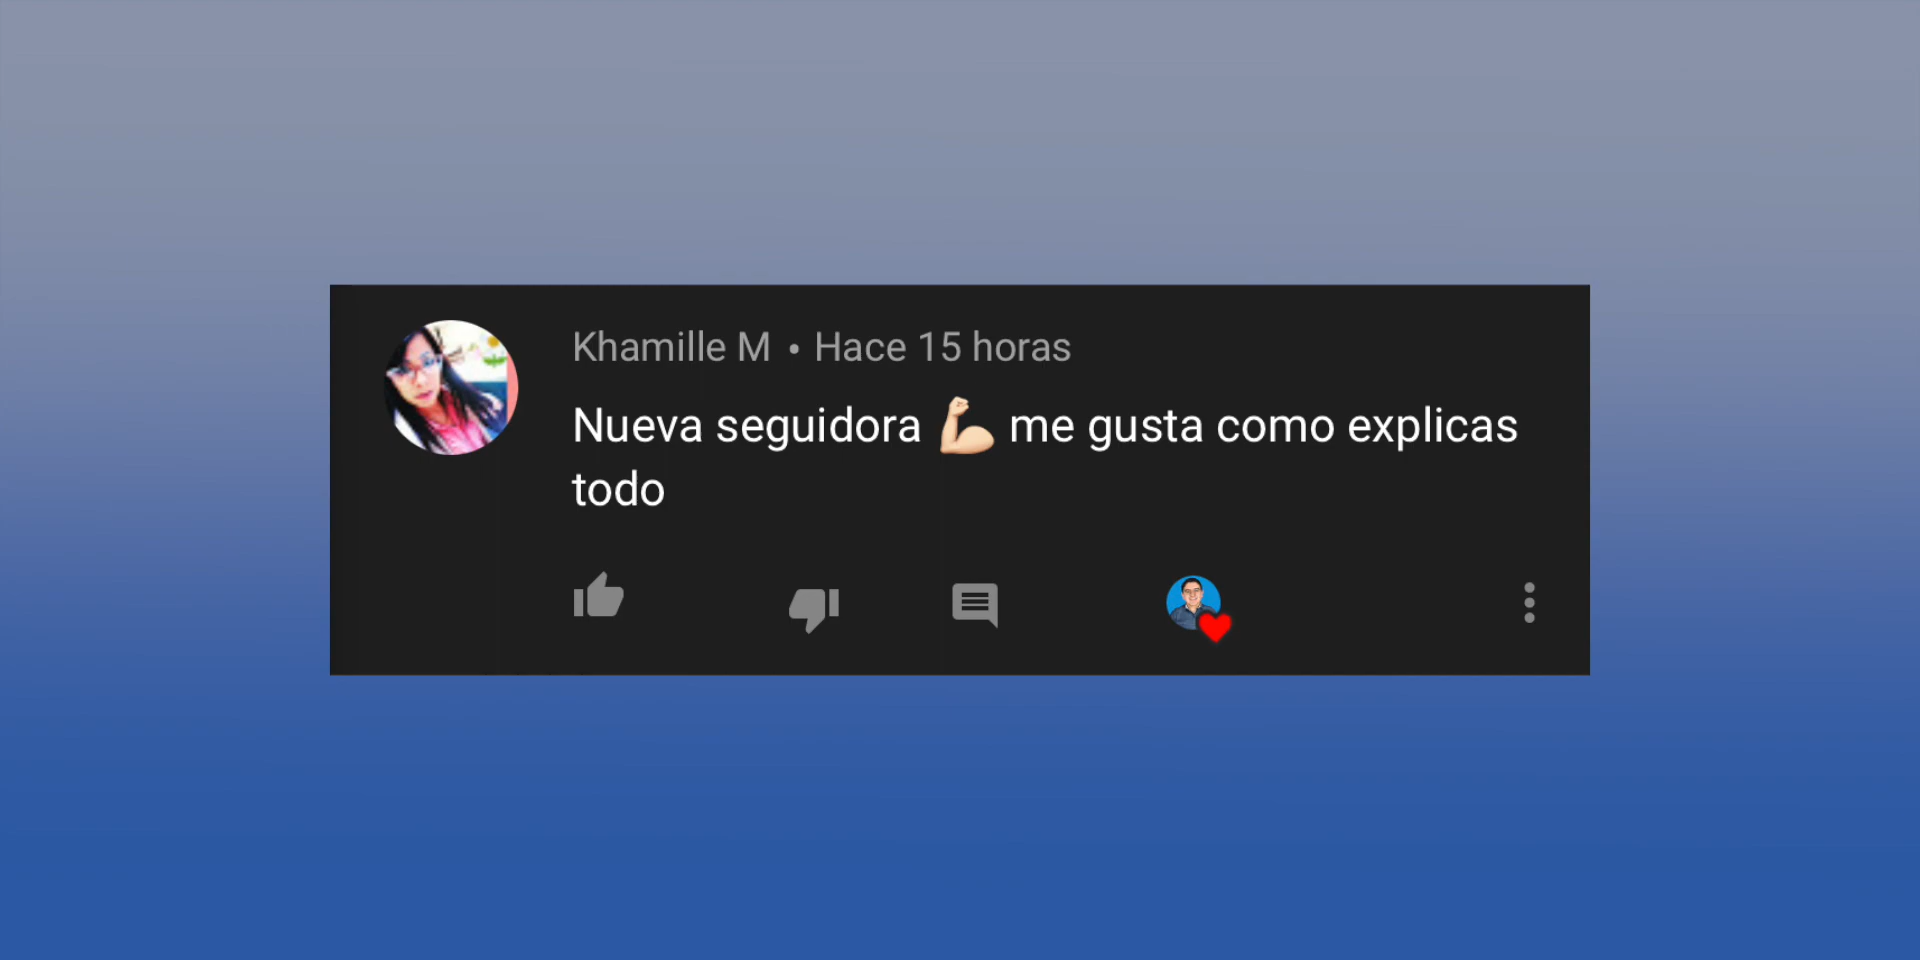 Khamille M • Hace 15 horas
Nueva seguidora 💪🏼 me gusta como explicas
todo